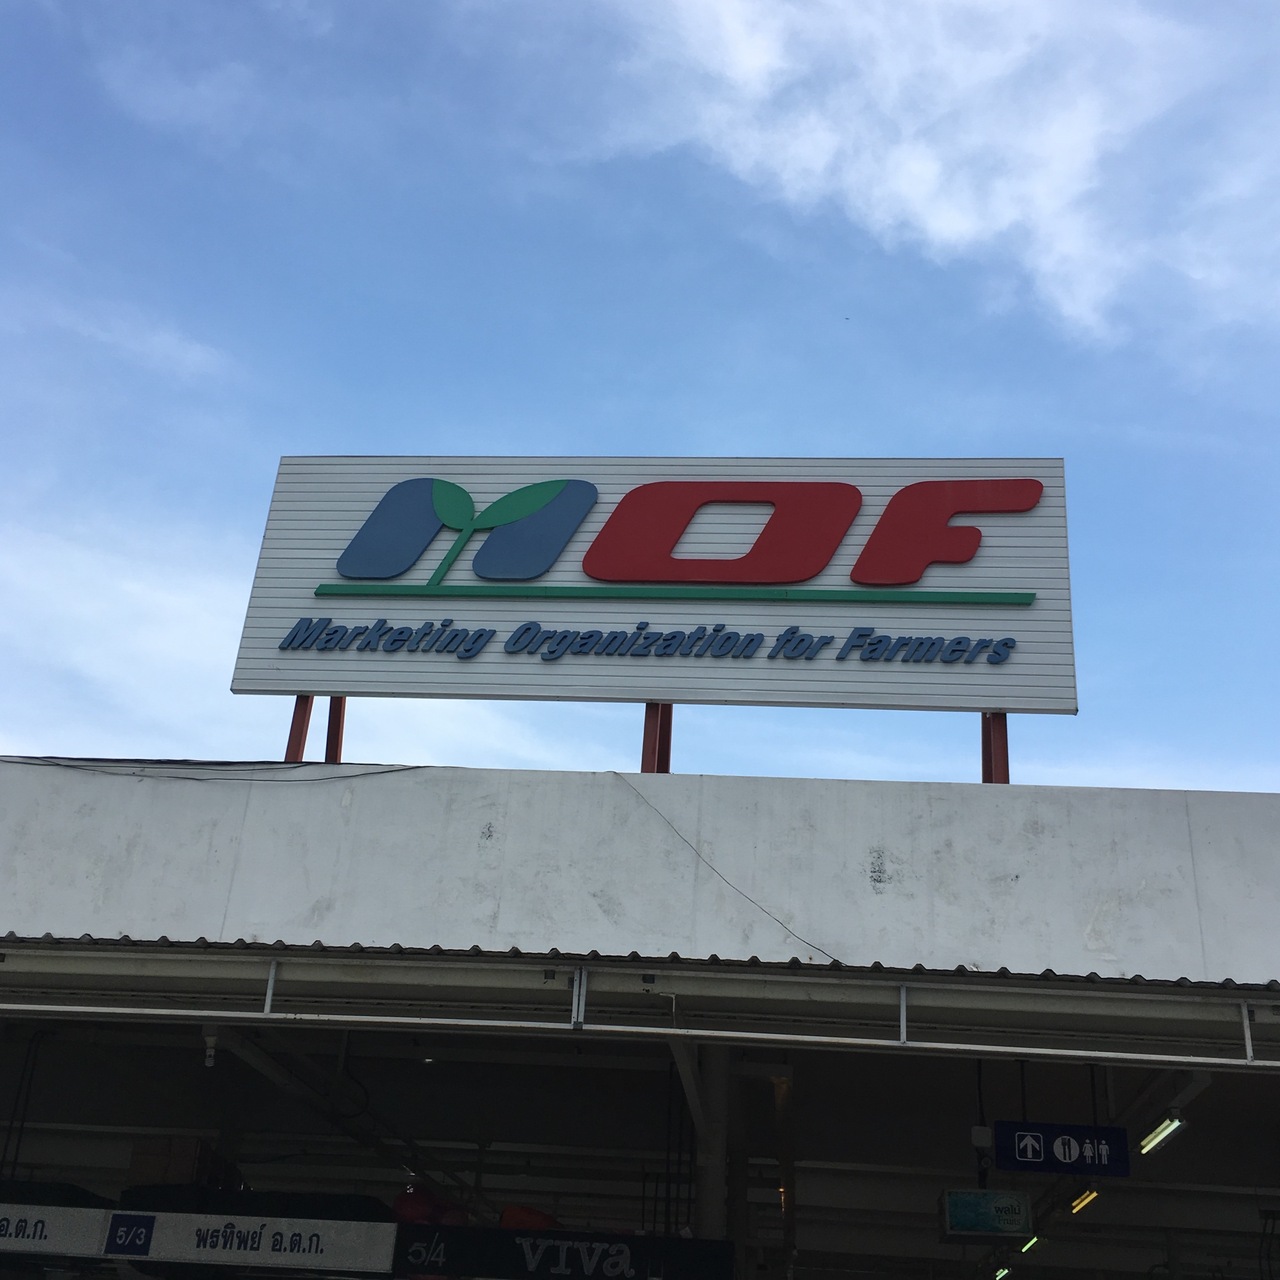 MOF
Marketing Organization for Farmers
อ.ต.ก.
5/3
พรทิพย์ อ.ต.ก.
5/4
VIVa